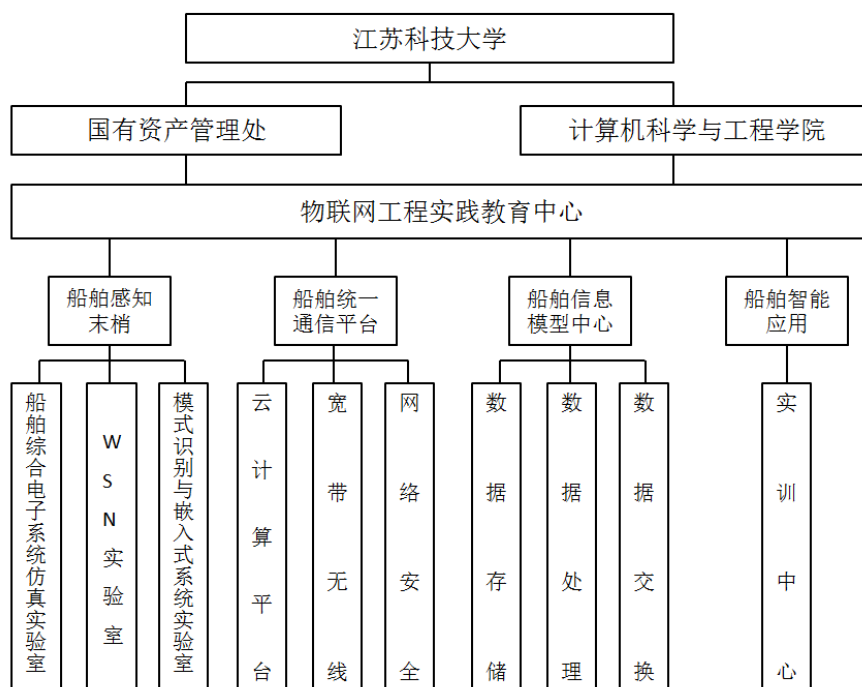 江苏科技大学
国有资产管理处
计算机科学与工程学院
物联网工程实践教育中心
船舶感知
末梢
船舶统一
通信平台
船舶信息
模型中心
船舶智能
应用
船舶综合电子系统仿真实验室
WSN实验室
模式识别与嵌入式系统实验室
云计算平台
宽带无线
网络安全
数据存储
数据处理
数据交换
实训中心